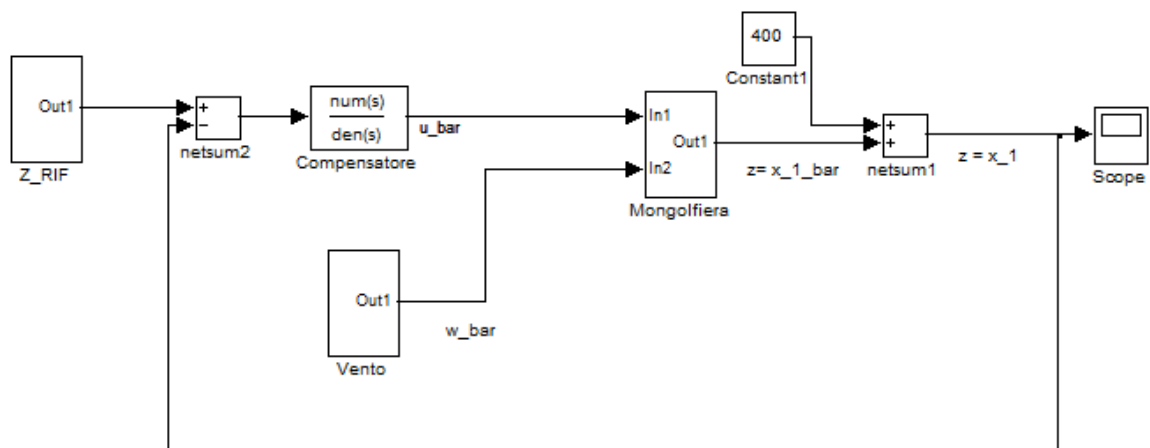 400
Constant1
Out1
Z_RIF
+
−
netsum2
num(s)
den(s)
Compensatore
u_bar
In1
Out1
In2
Mongolfiera
z= x_1_bar
+
+
netsum1
z = x_1
Scope
Out1
Vento
w_bar